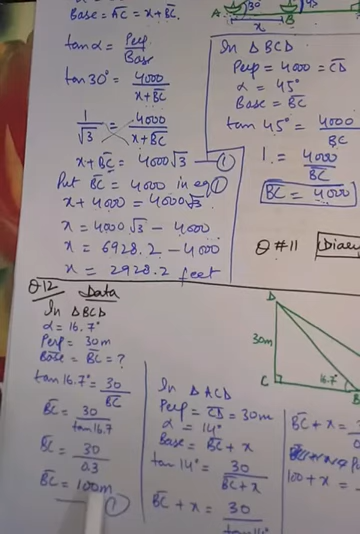 Base = AC = x + BC.
tan α = Perp / Base
tan 30° = 4000 / x + BC
1 / √3 = 4000 / x + BC
x + BC = 4000√3 — ①
Put BC = 4000 in eq ①
x + 4000 = 4000√3
x = 4000√3 - 4000
x = 6928.2 - 4000
x = 2928.2 feet
A 30° B 45°
x
In △ BCD
Perp = 4000 = CD
α = 45°
Base = BC
tan 45° = 4000 / BC
1 = 4000 / BC
BC = 4000
Q #11
Q12 Data
In △ BCD
α = 16.7°
Perp = 30m
Base = BC = ?
tan 16.7° = 30 / BC
BC = 30 / tan 16.7
BC = 30 / 0.3
BC = 100m
①
In △ ACD
Perp = CD = 30m
α = 14°
Base = BC + x
tan 14° = 30 / BC + x
BC + x = 30 / tan 14°
D
30m
C 16.7° B
BC + x =
100 + x =